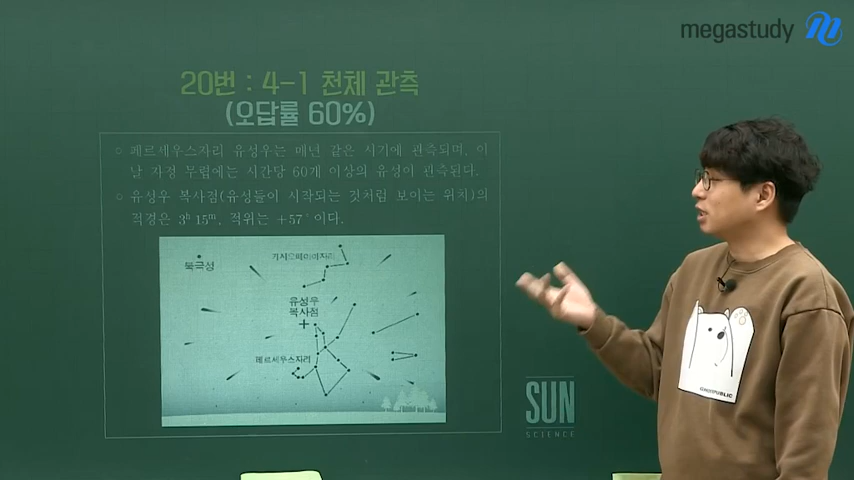 megastudy
20번 : 4-1 천체 관측
(오답률 60%)
○ 페르세우스자리 유성우는 매년 같은 시기에 관측되며, 이
날 자정 무렵에는 시간당 60개 이상의 유성이 관측된다.
○ 유성우 복사점(유성들이 시작되는 것처럼 보이는 위치)의
적경은 3ʰ 15ᵐ, 적위는 +57°이다.
북극성
카시오페이아자리
유성우
복사점
페르세우스자리
SUN
SCIENCE